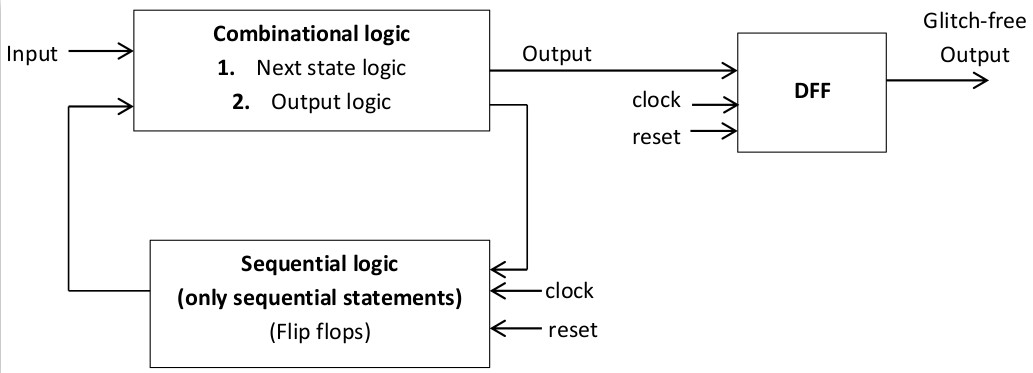 Input
Combinational logic
1. Next state logic
2. Output logic
Output
clock
reset
DFF
Glitch-free
Output
Sequential logic
(only sequential statements)
(Flip flops)
clock
reset